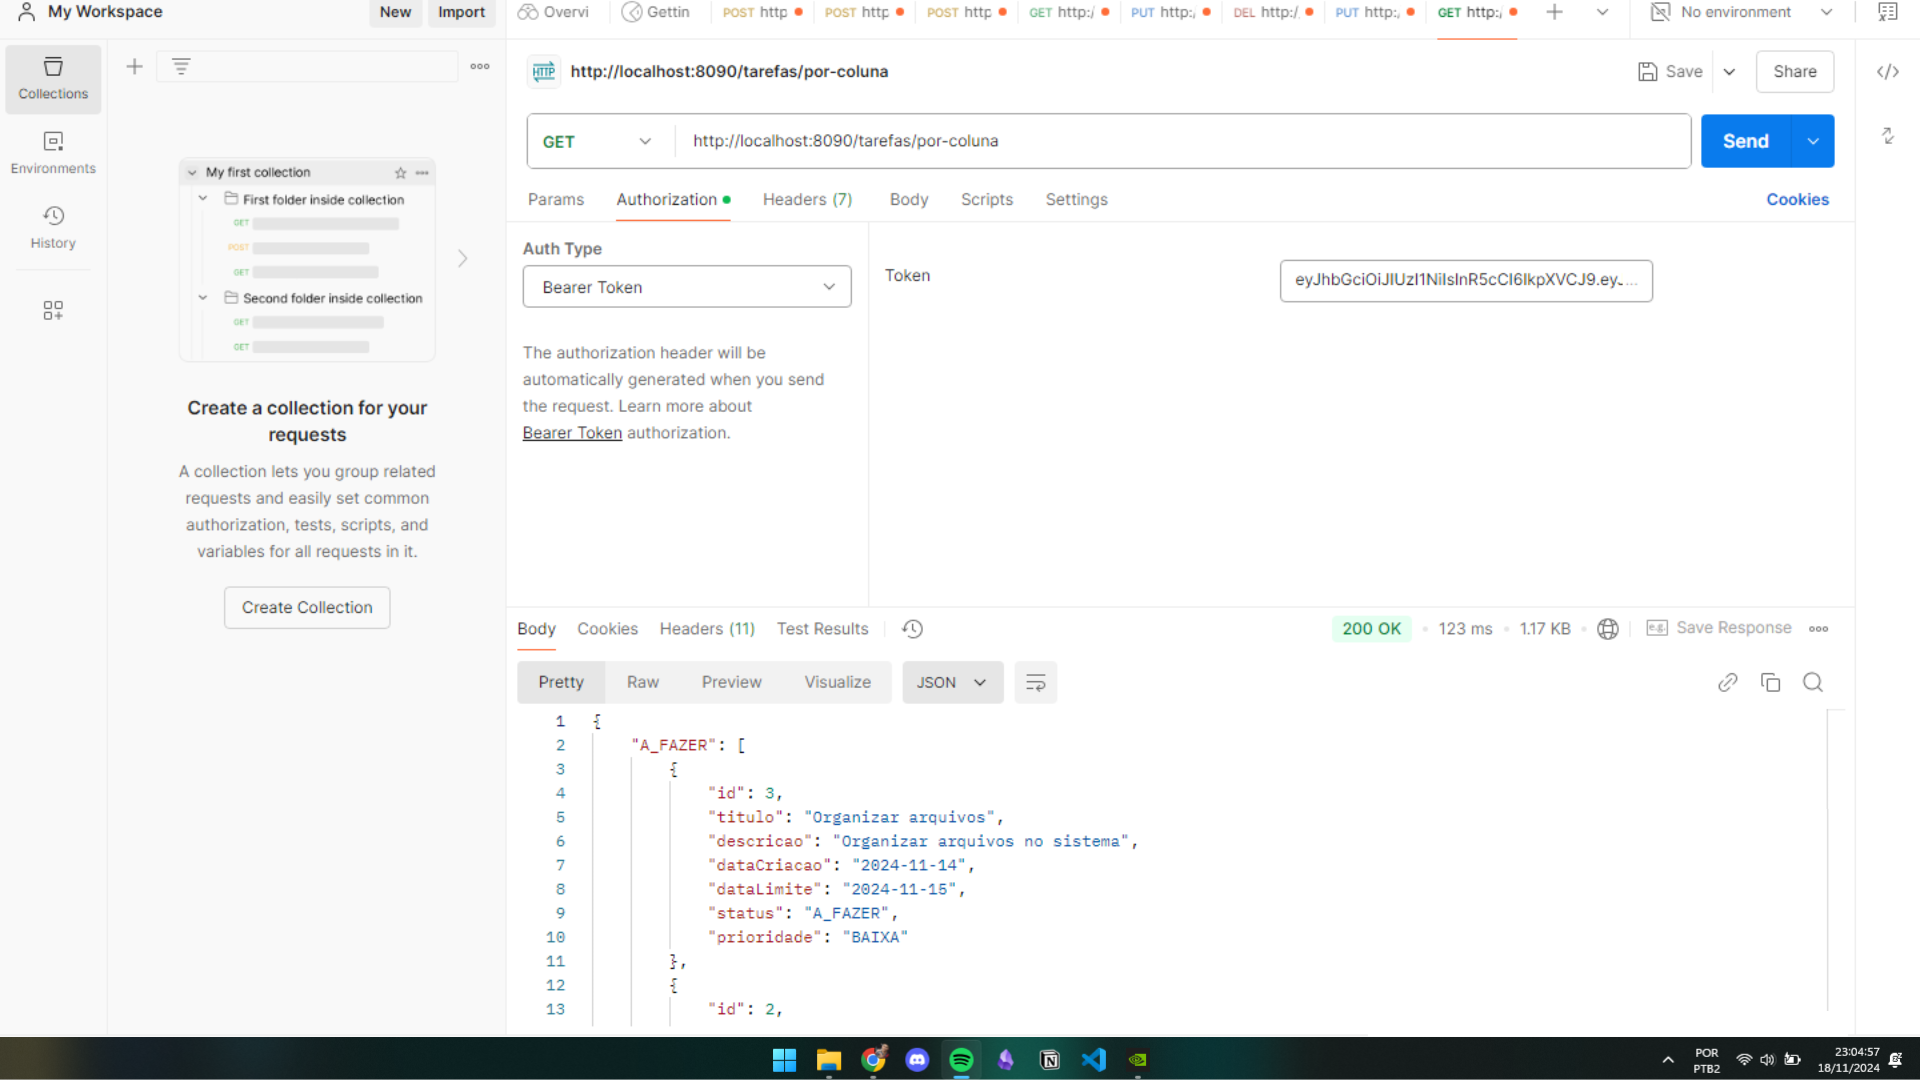 My Workspace
New
Import
Overvi
Gettin
POST http
POST http
POST http
GET http:/
PUT http:/
DEL http:/
PUT http:/
GET http:/
No environment
Collections
Environments
History
My first collection
First folder inside collection
GET
POST
GET
Second folder inside collection
GET
GET
Create a collection for your
requests
A collection lets you group related
requests and easily set common
authorization, tests, scripts, and
variables for all requests in it.
Create Collection
HTTP
http://localhost:8090/tarefas/por-coluna
Save
Share
GET
http://localhost:8090/tarefas/por-coluna
Send
Params
Authorization
Headers (7)
Body
Scripts
Settings
Cookies
Auth Type
Bearer Token
The authorization header will be
automatically generated when you send
the request. Learn more about
Bearer Token authorization.
Token
eyJhbGciOiJIUzI1NiIsInR5cCI6IkpXVCJ9.ey...
Body
Cookies
Headers (11)
Test Results
200 OK
123 ms
1.17 KB
e.g.
Save Response
Pretty
Raw
Preview
Visualize
JSON
1 {
2 "A_FAZER": [
3 {
4 "id": 3,
5 "titulo": "Organizar arquivos",
6 "descricao": "Organizar arquivos no sistema",
7 "dataCriacao": "2024-11-14",
8 "dataLimite": "2024-11-15",
9 "status": "A_FAZER",
10 "prioridade": "BAIXA"
11 },
12 {
13 "id": 2,
POR
PTB2
23:04:57
18/11/2024